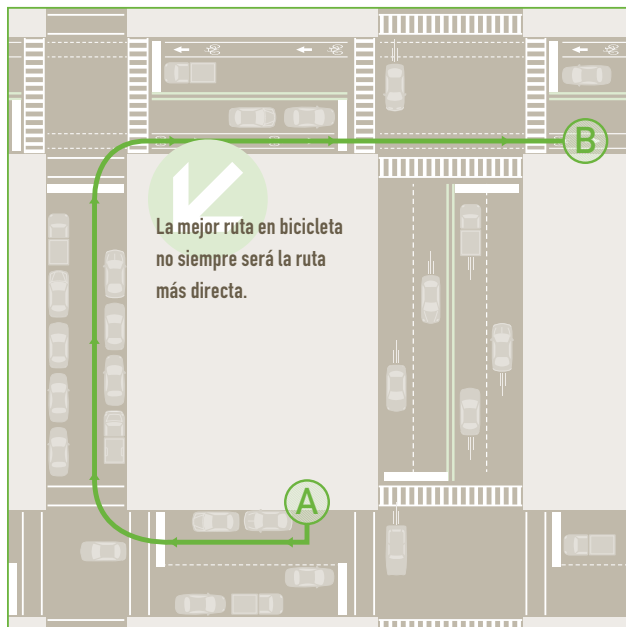 B
La mejor ruta en bicicleta
no siempre será la ruta
más directa.
A